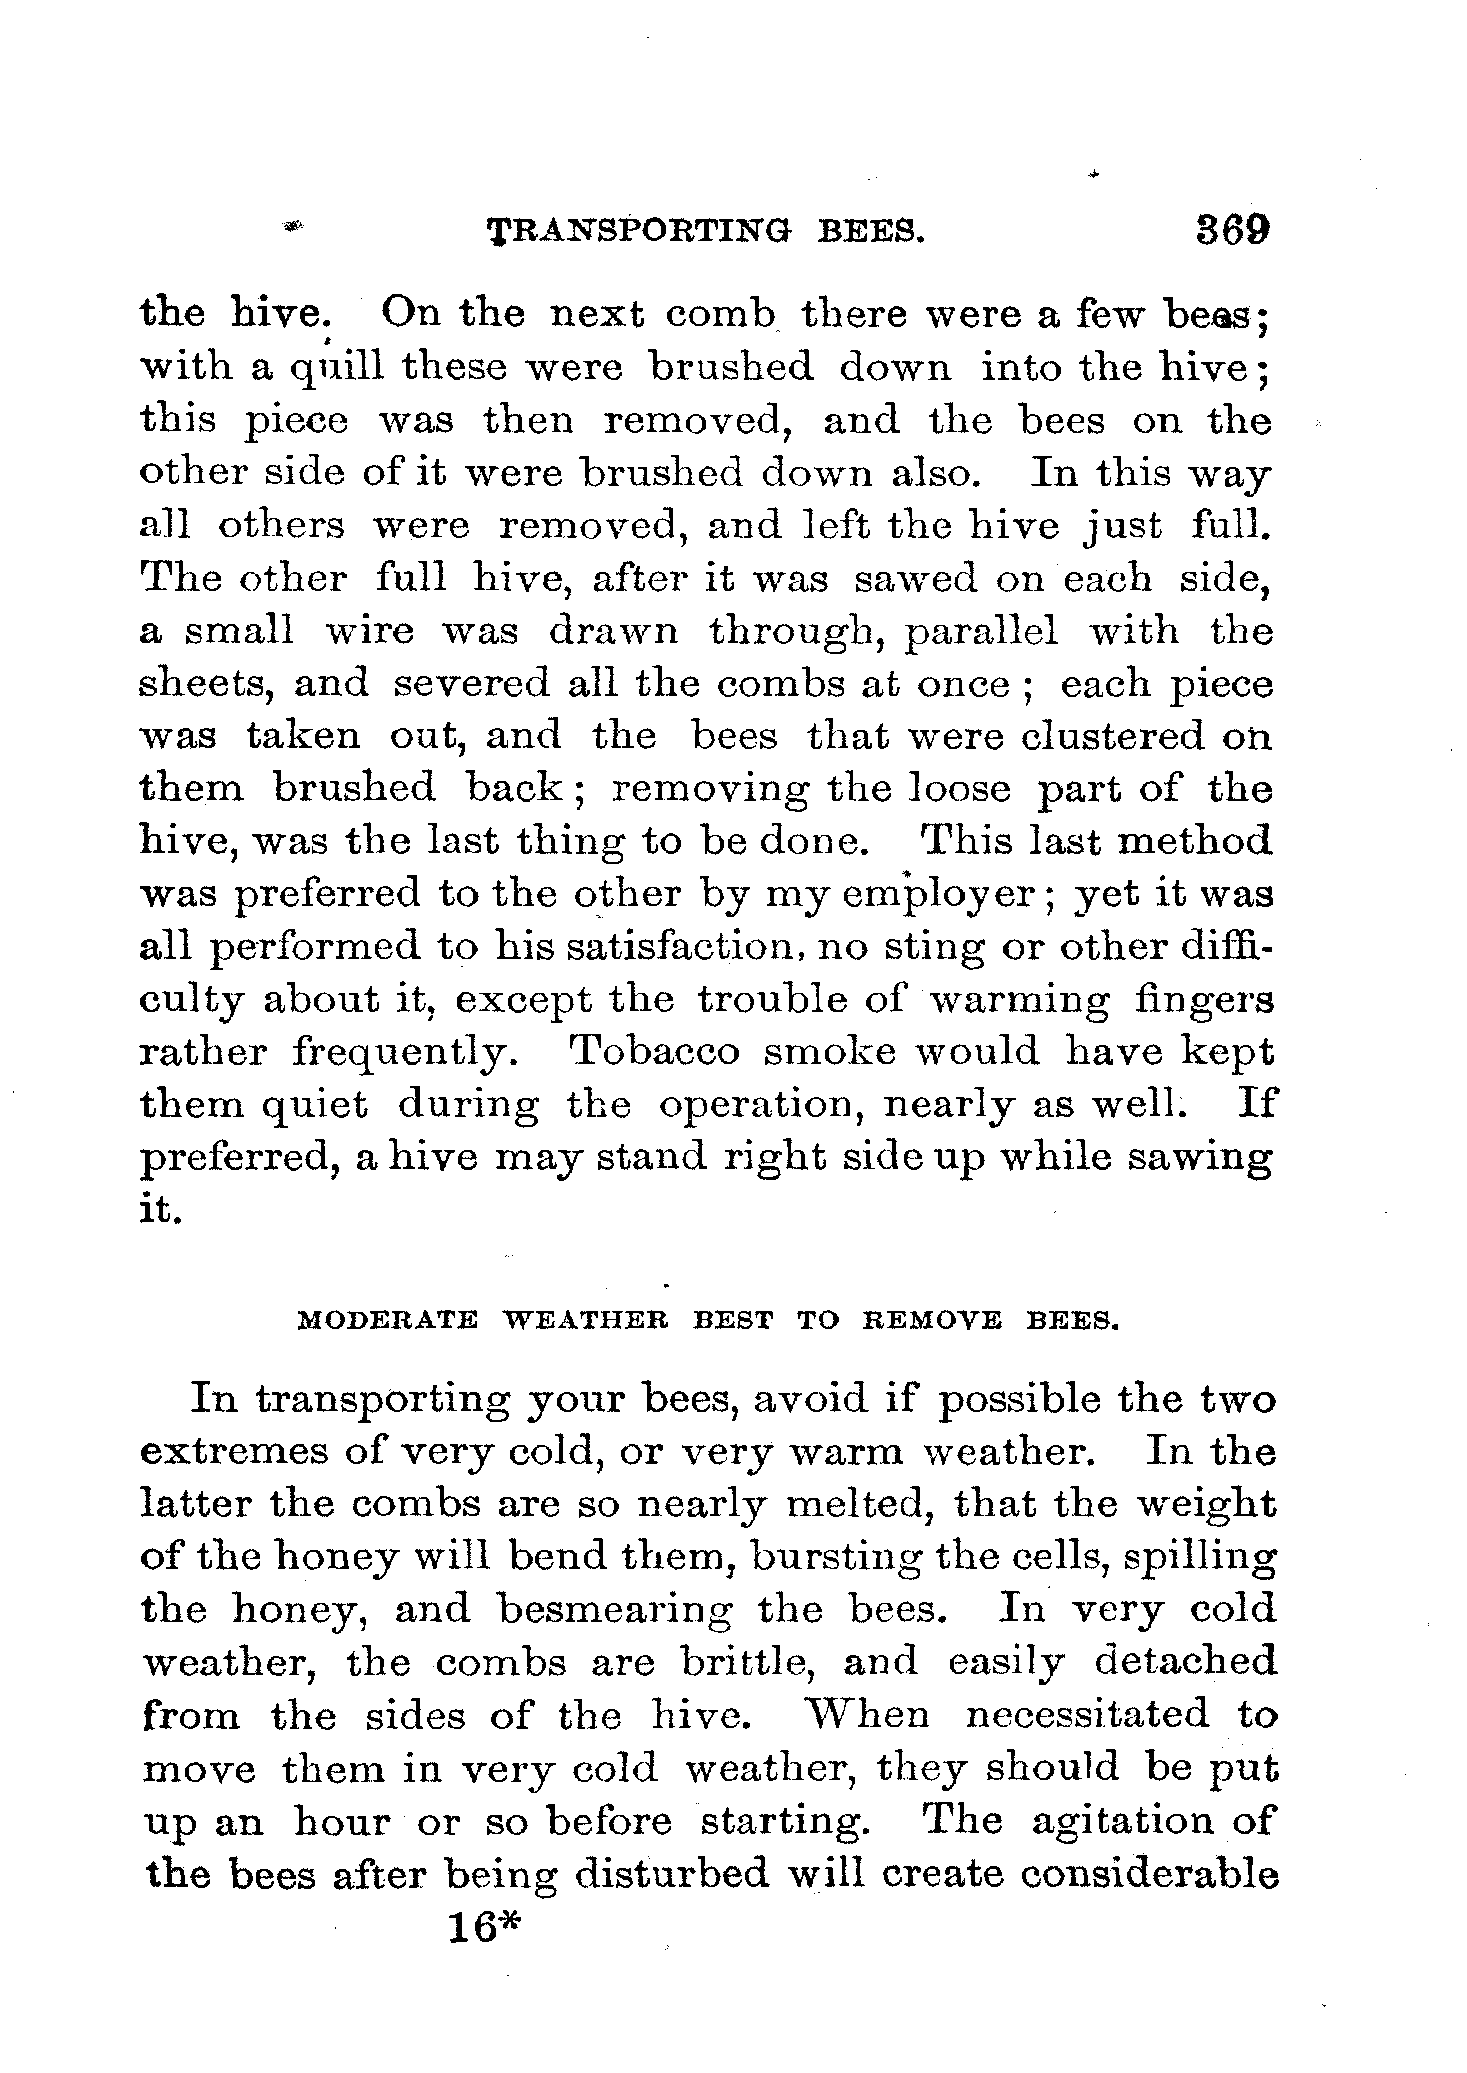 TRANSPORTING BEES. 369
the hive. On the next comb there were a few bees;
with a quill these were brushed down into the hive;
this piece was then removed, and the bees on the
other side of it were brushed down also. In this way
all others were removed, and left the hive just full.
The other full hive, after it was sawed on each side,
a small wire was drawn through, parallel with the
sheets, and severed all the combs at once; each piece
was taken out, and the bees that were clustered on
them brushed back; removing the loose part of the
hive, was the last thing to be done. This last method
was preferred to the other by my employer; yet it was
all performed to his satisfaction, no sting or other diffi-
culty about it, except the trouble of warming fingers
rather frequently. Tobacco smoke would have kept
them quiet during the operation, nearly as well. If
preferred, a hive may stand right side up while sawing
it.
MODERATE WEATHER BEST TO REMOVE BEES.
In transporting your bees, avoid if possible the two
extremes of very cold, or very warm weather. In the
latter the combs are so nearly melted, that the weight
of the honey will bend them, bursting the cells, spilling
the honey, and besmearing the bees. In very cold
weather, the combs are brittle, and easily detached
from the sides of the hive. When necessitated to
move them in very cold weather, they should be put
up an hour or so before starting. The agitation of
the bees after being disturbed will create considerable
16*